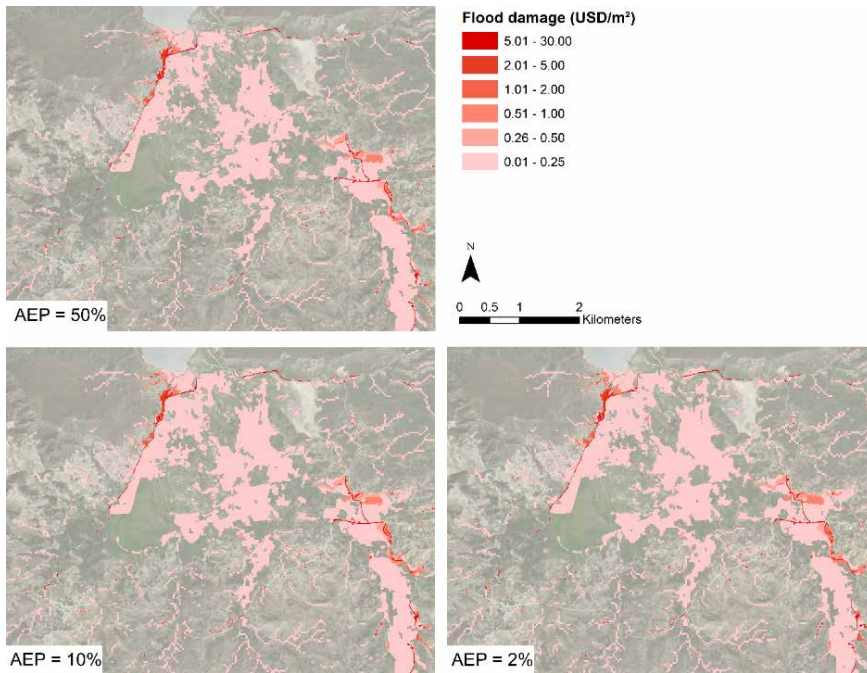 Flood damage (USD/m²)
5.01 - 30.00
2.01 - 5.00
1.01 - 2.00
0.51 - 1.00
0.26 - 0.50
0.01 - 0.25
N
0 0.5 1 2
Kilometers
AEP = 50%
AEP = 10%
AEP = 2%